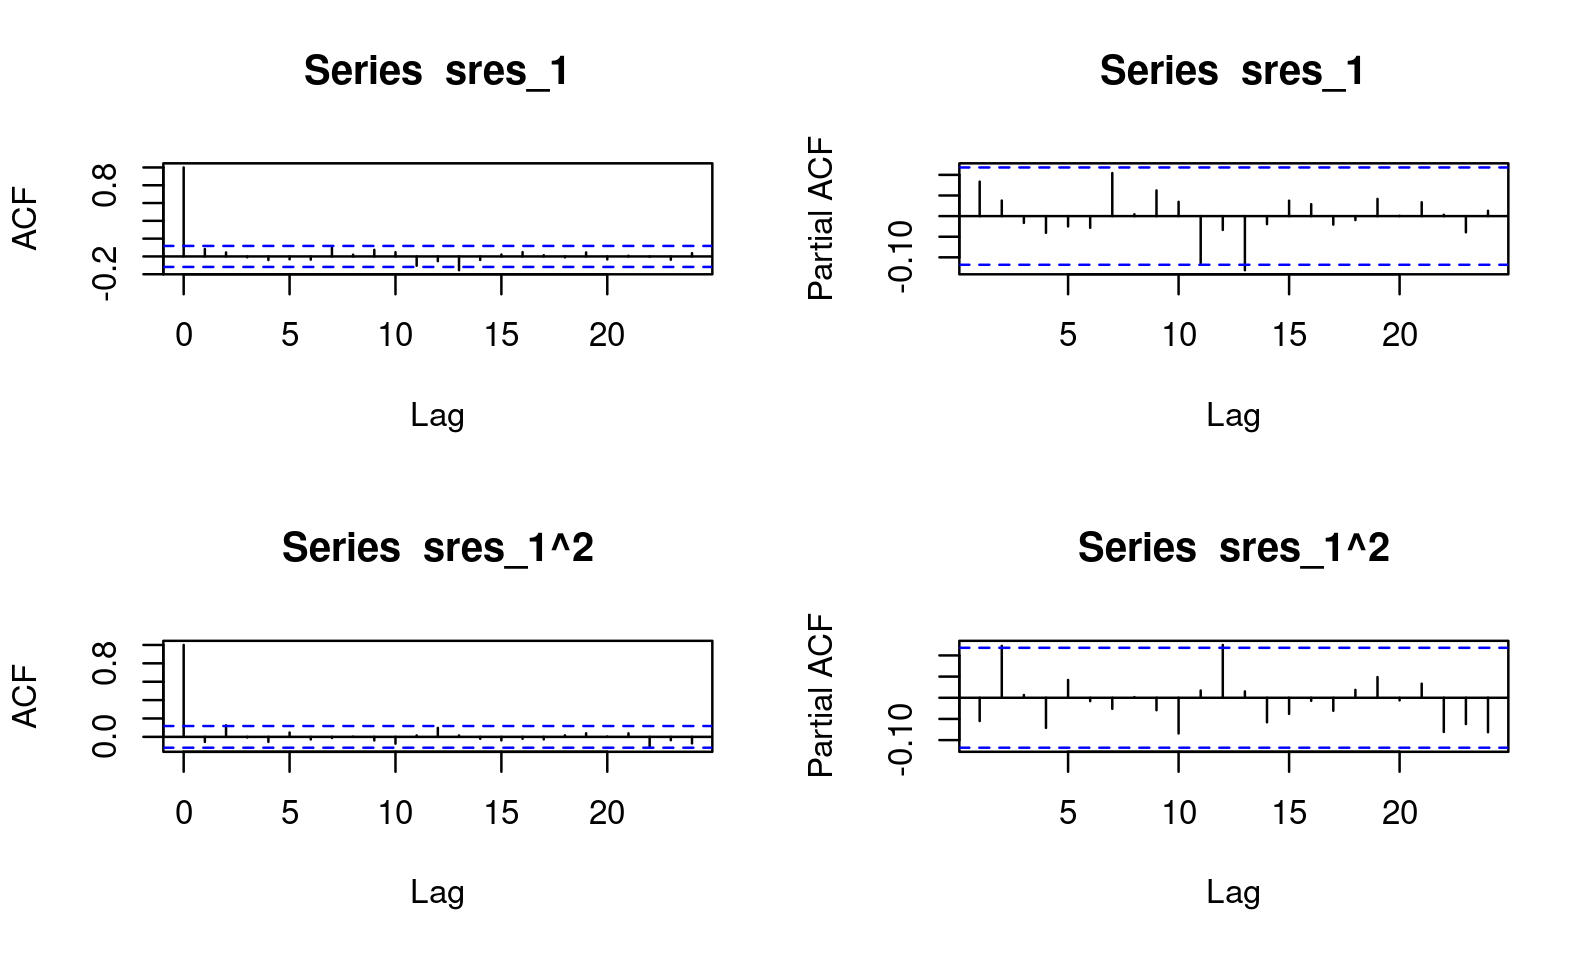 Series  sres_1
ACF
0.8
-0.2
0 5 10 15 20
Lag
Series  sres_1
Partial ACF
-0.10
5 10 15 20
Lag
Series  sres_1^2
ACF
0.8
0.0
0 5 10 15 20
Lag
Series  sres_1^2
Partial ACF
-0.10
5 10 15 20
Lag